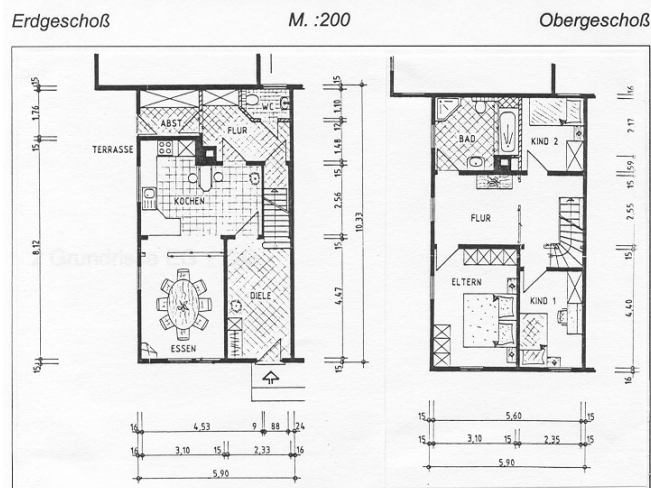 Erdgeschoß M. :200 Obergeschoß
WC
ABST.
FLUR
TERRASSE
KOCHEN
DIELE
ESSEN
15
1,76
15
8,12
15
15
1,10
12
1,48
15
2,56
15
4,47
15
10,33
16 4,53 9 88 24
16 3,10 15 2,33 16
5,90
BAD
KIND 2
FLUR
ELTERN
KIND 1
16
2,17
15
59
15
2,55
15
4,40
16
15 5,60 15
15 3,10 15 2,35 15
5,90